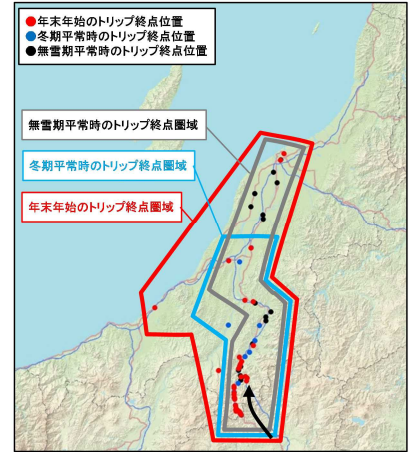 ●年末年始のトリップ終点位置
●冬期平常時のトリップ終点位置
●無雪期平常時のトリップ終点位置
無雪期平常時のトリップ終点圏域
冬期平常時のトリップ終点圏域
年末年始のトリップ終点圏域